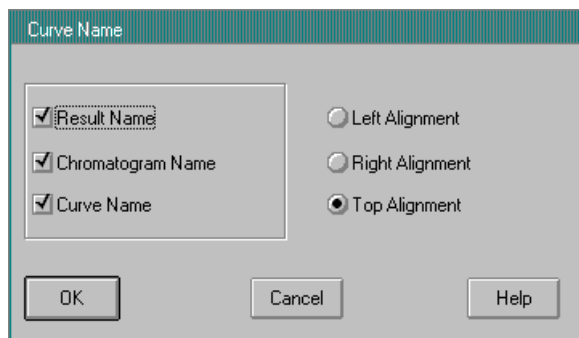 Curve Name
Result Name
Chromatogram Name
Curve Name
Left Alignment
Right Alignment
Top Alignment
OK
Cancel
Help